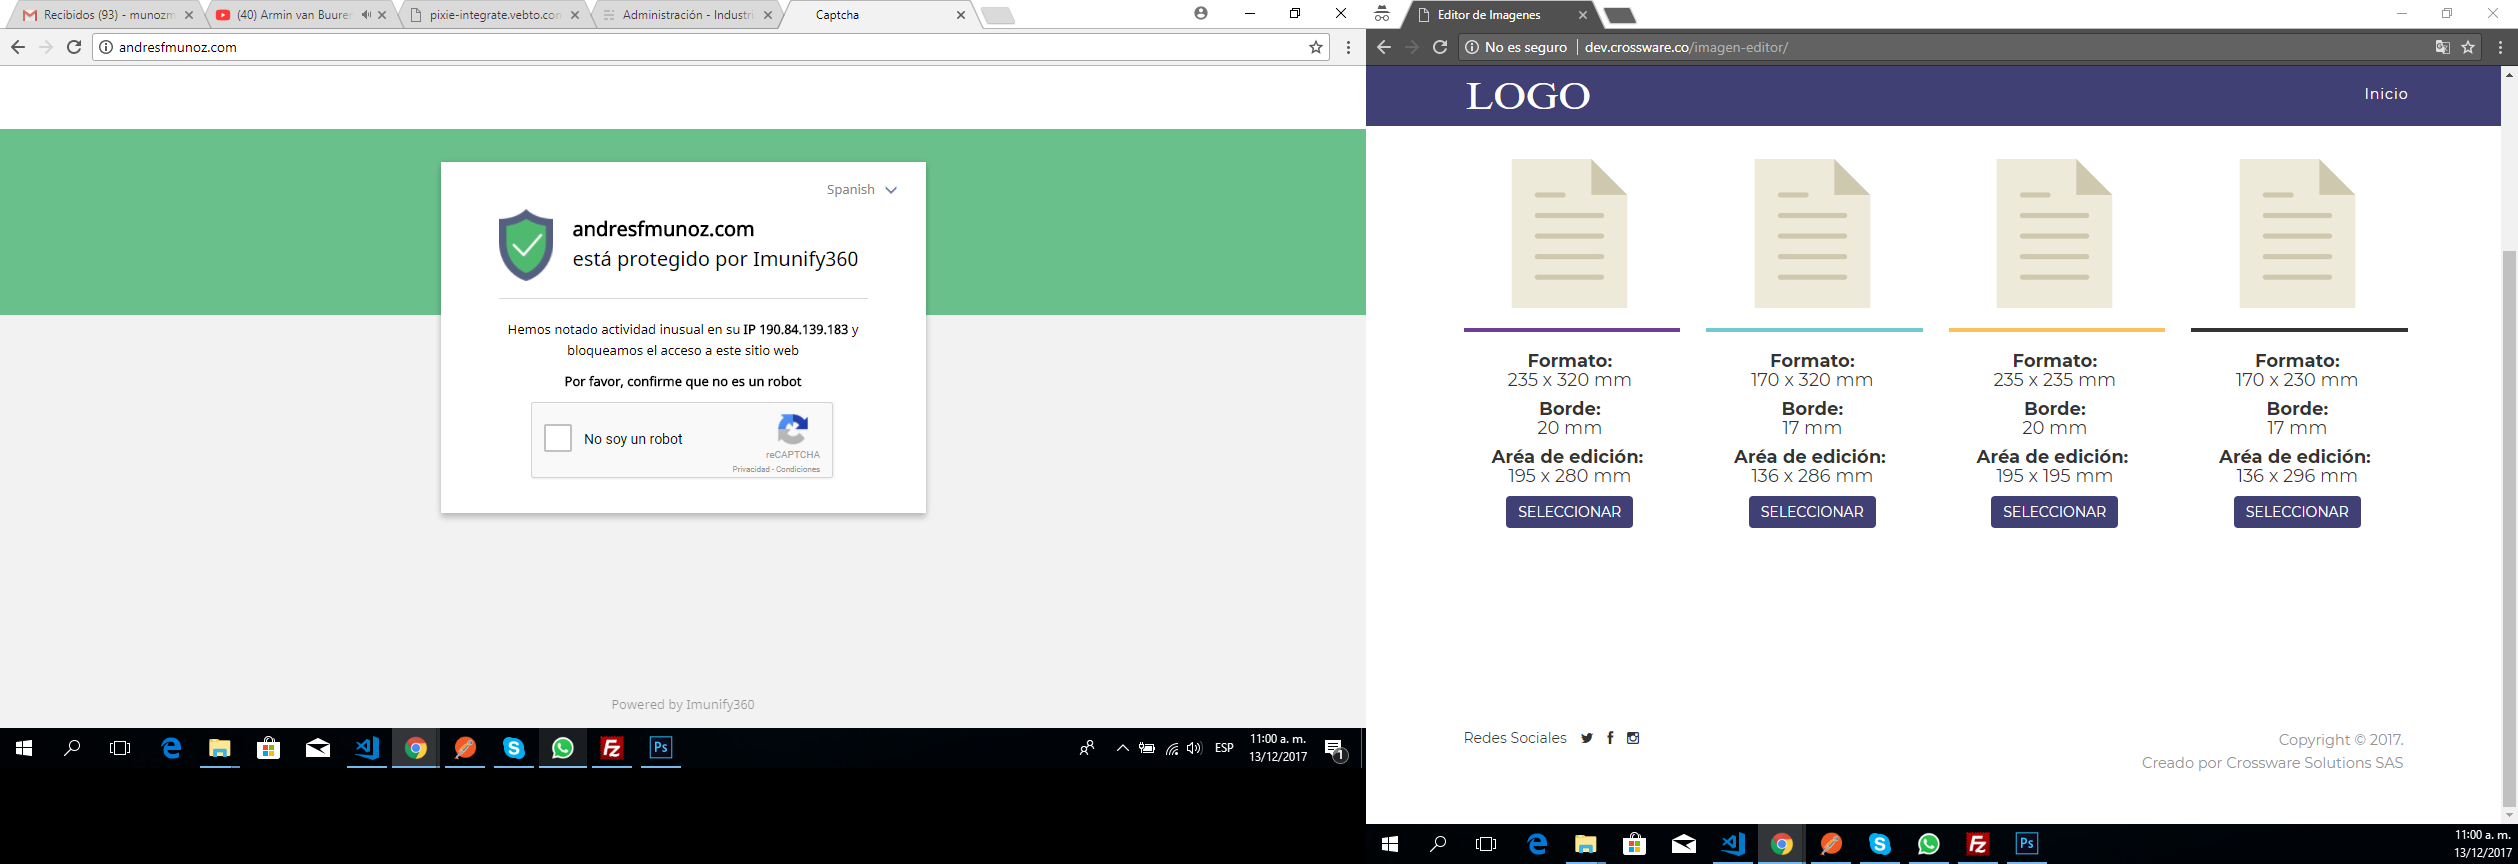 Recibidos (93) - munozm
(40) Armin van Buuren
pixie-integrate.vebto.com
Administración - Industri
Captcha
andresfmunoz.com
Spanish
andresfmunoz.com
está protegido por Imunify360
Hemos notado actividad inusual en su IP 190.84.139.183 y
bloqueamos el acceso a este sitio web
Por favor, confirme que no es un robot
No soy un robot
reCAPTCHA
Privacidad - Condiciones
Powered by Imunify360
Ps
ESP
11:00 a. m.
13/12/2017
1
Editor de Imagenes
No es seguro
dev.crossware.co/imagen-editor/
LOGO
Inicio
Formato:
235 x 320 mm
Borde:
20 mm
Aréa de edición:
195 x 280 mm
SELECCIONAR
Formato:
170 x 320 mm
Borde:
17 mm
Aréa de edición:
136 x 286 mm
SELECCIONAR
Formato:
235 x 235 mm
Borde:
20 mm
Aréa de edición:
195 x 195 mm
SELECCIONAR
Formato:
170 x 230 mm
Borde:
17 mm
Aréa de edición:
136 x 296 mm
SELECCIONAR
Redes Sociales
Copyright © 2017.
Creado por Crossware Solutions SAS
Ps
11:00 a. m.
13/12/2017